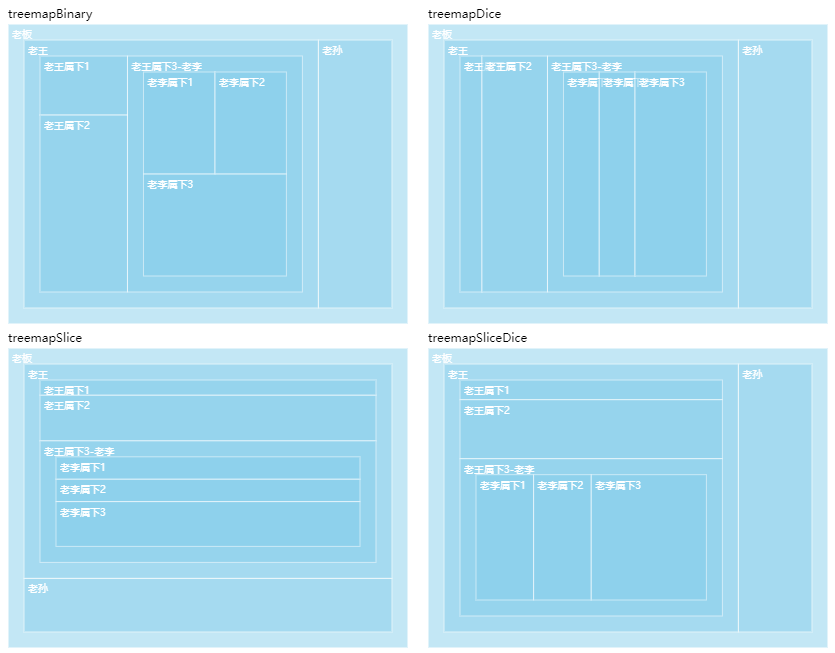 treemapBinary
老板
老王
老孙
老王属下1
老王属下3-老李
老李属下1
老李属下2
老王属下2
老李属下3
treemapDice
老板
老王
老孙
老王
老王属下2
老王属下3-老李
老李属
老李属
老李属下3
treemapSlice
老板
老王
老王属下1
老王属下2
老王属下3-老李
老李属下1
老李属下2
老李属下3
老孙
treemapSliceDice
老板
老王
老孙
老王属下1
老王属下2
老王属下3-老李
老李属下1
老李属下2
老李属下3